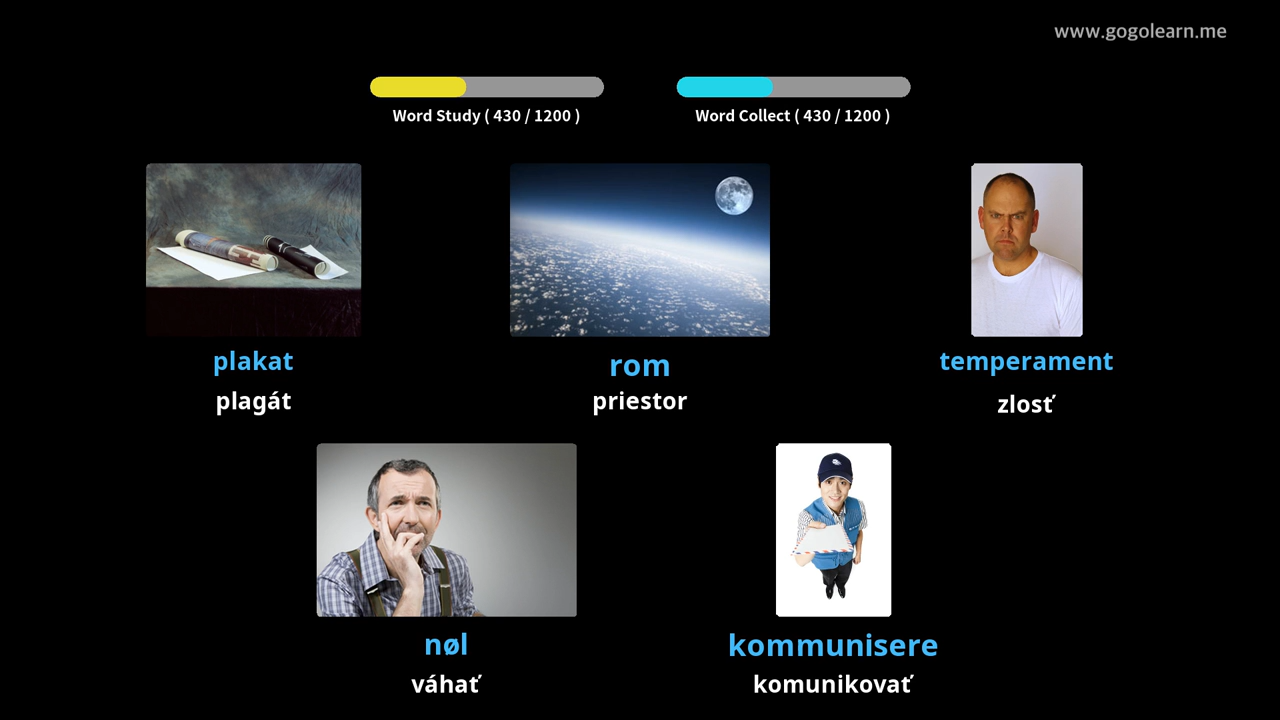 www.gogolearn.me
Word Study ( 430 / 1200 )
Word Collect ( 430 / 1200 )
plakat
plagát
rom
priestor
temperament
zlosť
nøl
váhať
kommunisere
komunikovať